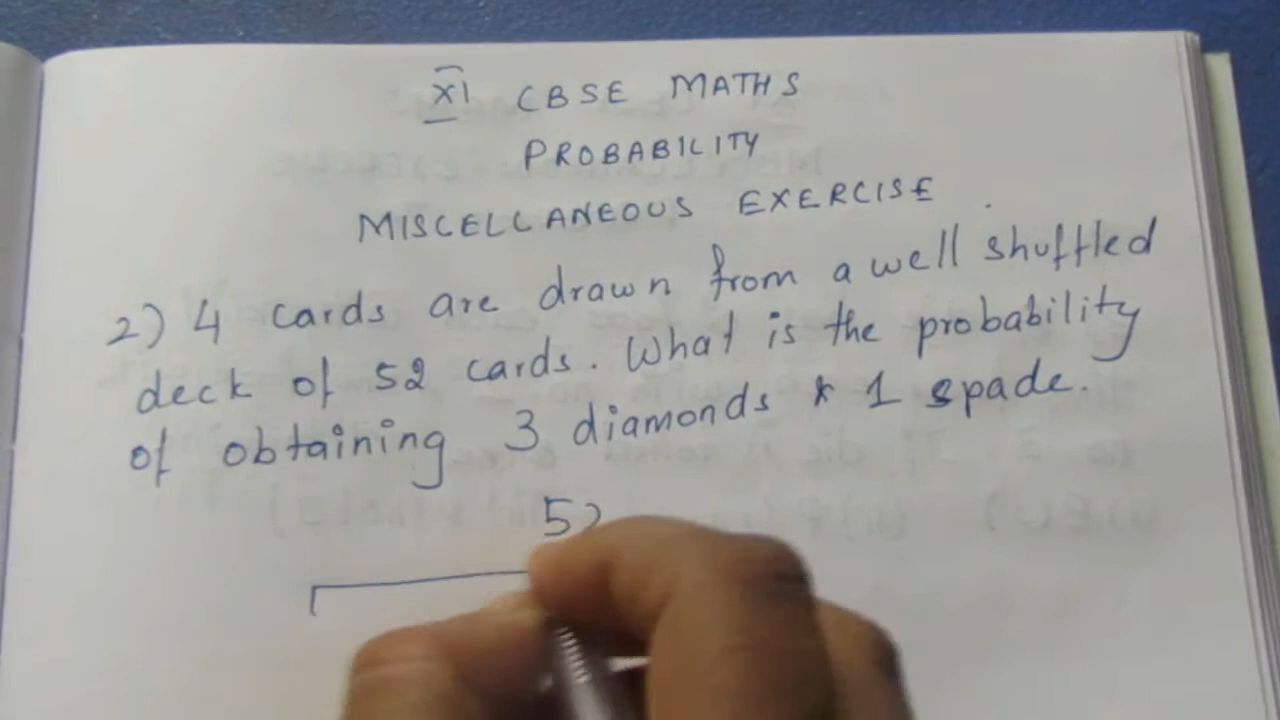 XI CBSE MATHS
PROBABILITY
MISCELLANEOUS EXERCISE
2) 4 cards are drawn from a well shuffled
deck of 52 cards. What is the probability
of obtaining 3 diamonds & 1 spade.
52